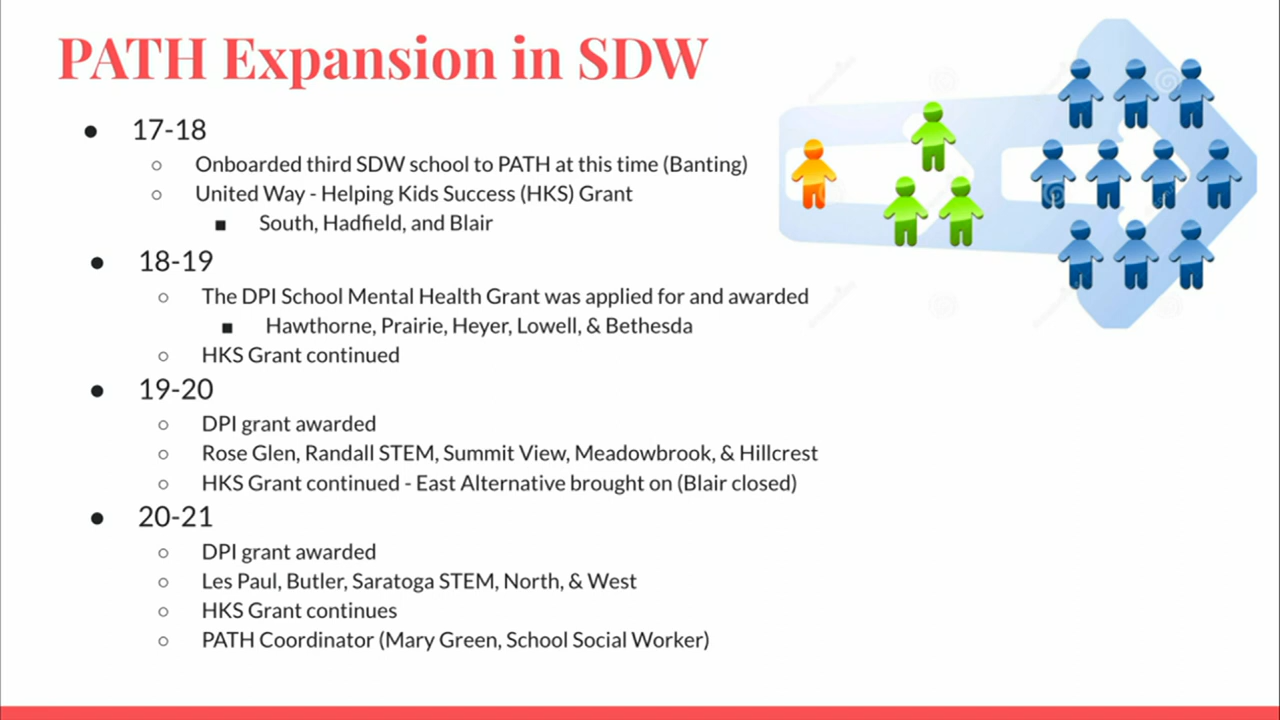 PATH Expansion in SDW
● 17-18
○ Onboarded third SDW school to PATH at this time (Banting)
○ United Way - Helping Kids Success (HKS) Grant
■ South, Hadfield, and Blair
● 18-19
○ The DPI School Mental Health Grant was applied for and awarded
■ Hawthorne, Prairie, Heyer, Lowell, & Bethesda
○ HKS Grant continued
● 19-20
○ DPI grant awarded
○ Rose Glen, Randall STEM, Summit View, Meadowbrook, & Hillcrest
○ HKS Grant continued - East Alternative brought on (Blair closed)
● 20-21
○ DPI grant awarded
○ Les Paul, Butler, Saratoga STEM, North, & West
○ HKS Grant continues
○ PATH Coordinator (Mary Green, School Social Worker)